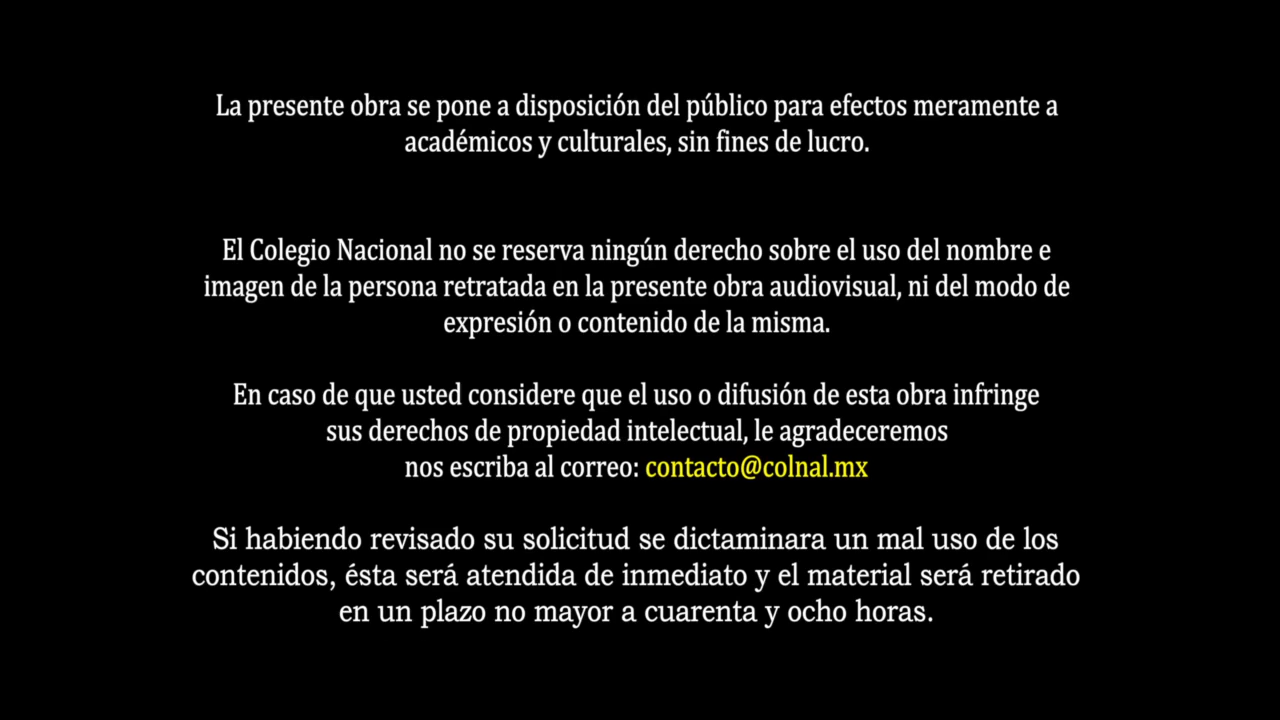 La presente obra se pone a disposición del público para efectos meramente a
académicos y culturales, sin fines de lucro.
El Colegio Nacional no se reserva ningún derecho sobre el uso del nombre e
imagen de la persona retratada en la presente obra audiovisual, ni del modo de
expresión o contenido de la misma.
En caso de que usted considere que el uso o difusión de esta obra infringe
sus derechos de propiedad intelectual, le agradeceremos
nos escriba al correo: contacto@colnal.mx
Si habiendo revisado su solicitud se dictaminara un mal uso de los
contenidos, ésta será atendida de inmediato y el material será retirado
en un plazo no mayor a cuarenta y ocho horas.